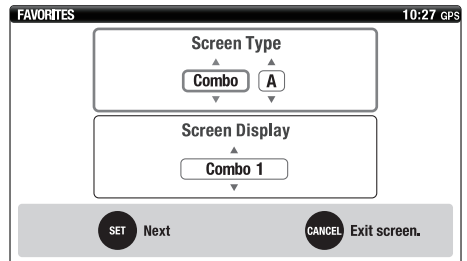 FAVORITES 10:27 GPS
Screen Type
Combo A
Screen Display
Combo 1
SET Next CANCEL Exit screen.